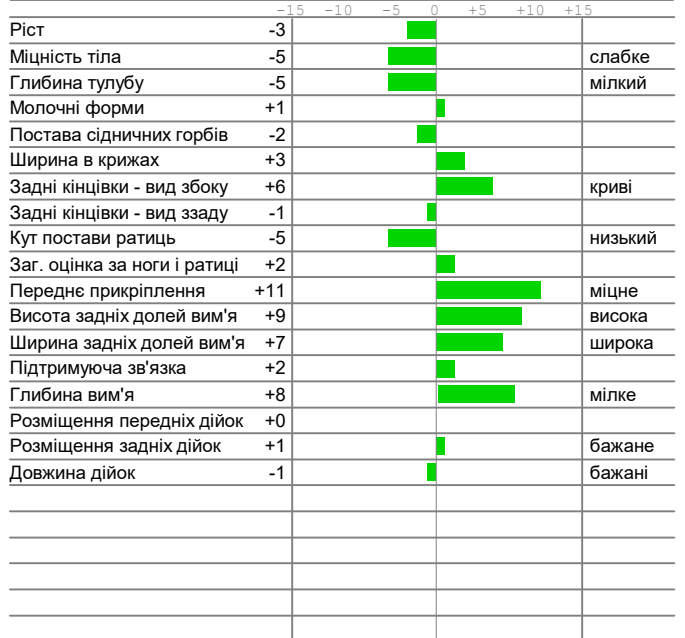 -15 -10 -5 0 +5 +10 +15
Ріст -3
Міцність тіла -5 слабке
Глибина тулубу -5 мілкий
Молочні форми +1
Постава сідничних горбів -2
Ширина в крижах +3
Задні кінцівки - вид збоку +6 криві
Задні кінцівки - вид ззаду -1
Кут постави ратиць -5 низький
Заг. оцінка за ноги і ратиці +2
Переднє прикріплення +11 міцне
Висота задніх долей вим'я +9 висока
Ширина задніх долей вим'я +7 широка
Підтримуюча зв'язка +2
Глибина вим'я +8 мілке
Розміщення передніх дійок +0
Розміщення задніх дійок +1 бажане
Довжина дійок -1 бажані